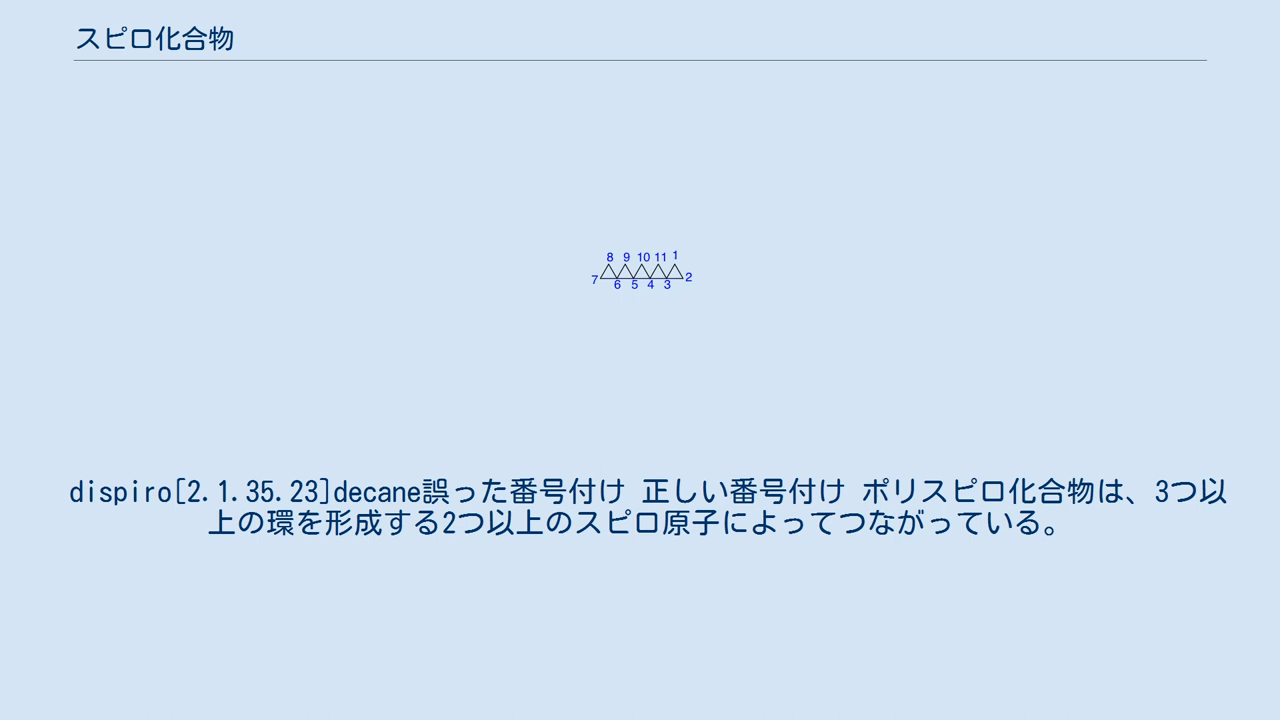 スピロ化合物
8 9 10 11 1
7 2
6 5 4 3
dispiro[2.1.35.23]decane誤った番号付け 正しい番号付け ポリスピロ化合物は、3つ以
上の環を形成する2つ以上のスピロ原子によってつながっている。